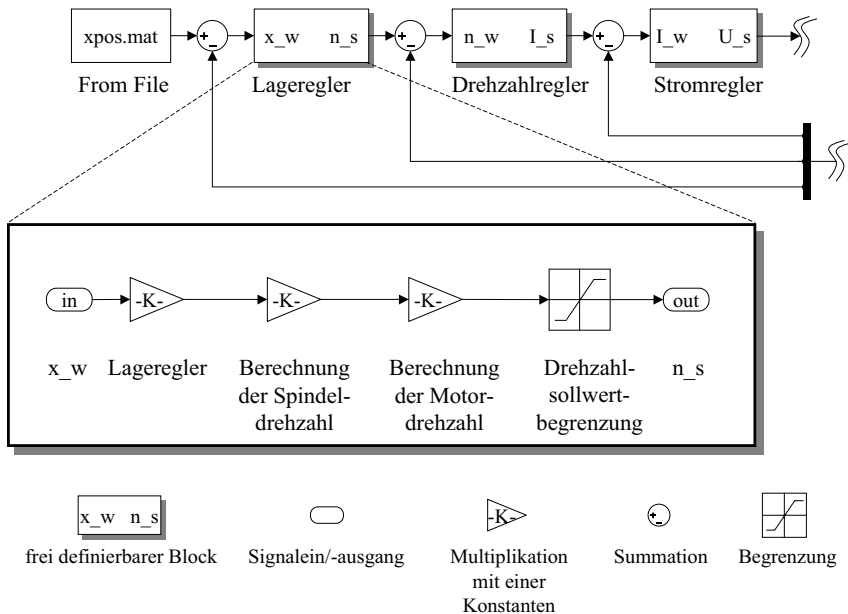 xpos.mat
+
-
x_w n_s
+
-
n_w I_s
+
-
I_w U_s
From File
Lageregler
Drehzahlregler
Stromregler
in
-K-
-K-
-K-
out
x_w
Lageregler
Berechnung
der Spindel-
drehzahl
Berechnung
der Motor-
drehzahl
Drehzahl-
sollwert-
begrenzung
n_s
x_w n_s
-K-
+
-
frei definierbarer Block
Signalein/-ausgang
Multiplikation
mit einer
Konstanten
Summation
Begrenzung